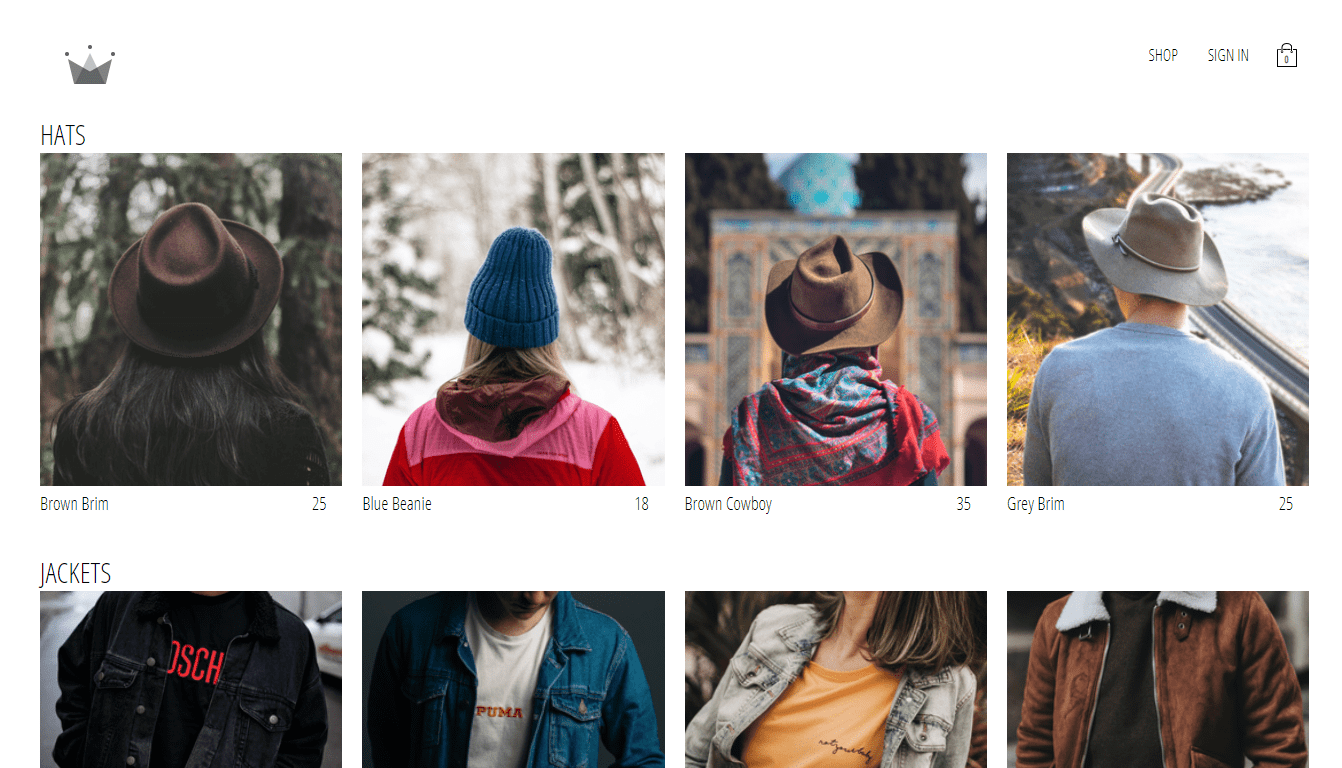 SHOP SIGN IN 0
HATS
Brown Brim 25 Blue Beanie 18 Brown Cowboy 35 Grey Brim 25
JACKETS
OSCH
PUMA
notyourbaby